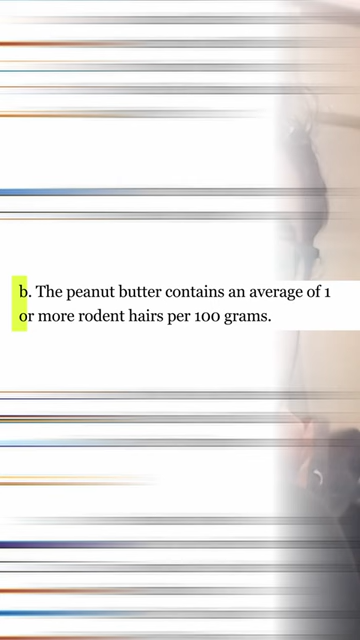 b. The peanut butter contains an average of 1
or more rodent hairs per 100 grams.